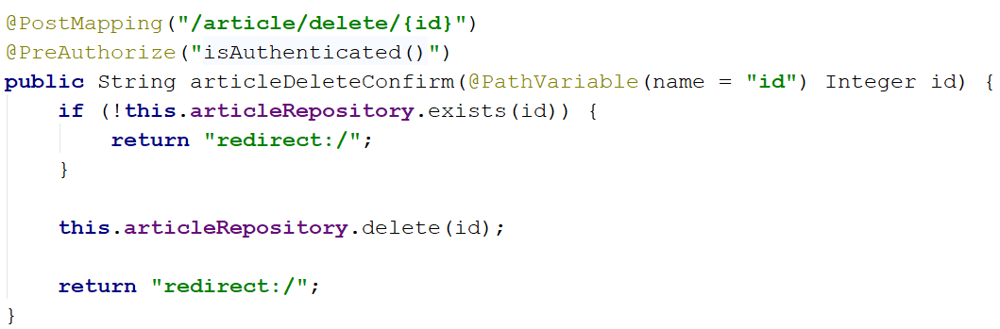 @PostMapping("/article/delete/{id}")
@PreAuthorize("isAuthenticated()")
public String articleDeleteConfirm(@PathVariable(name = "id") Integer id) {
    if (!this.articleRepository.exists(id)) {
        return "redirect:/";
    }

    this.articleRepository.delete(id);

    return "redirect:/";
}